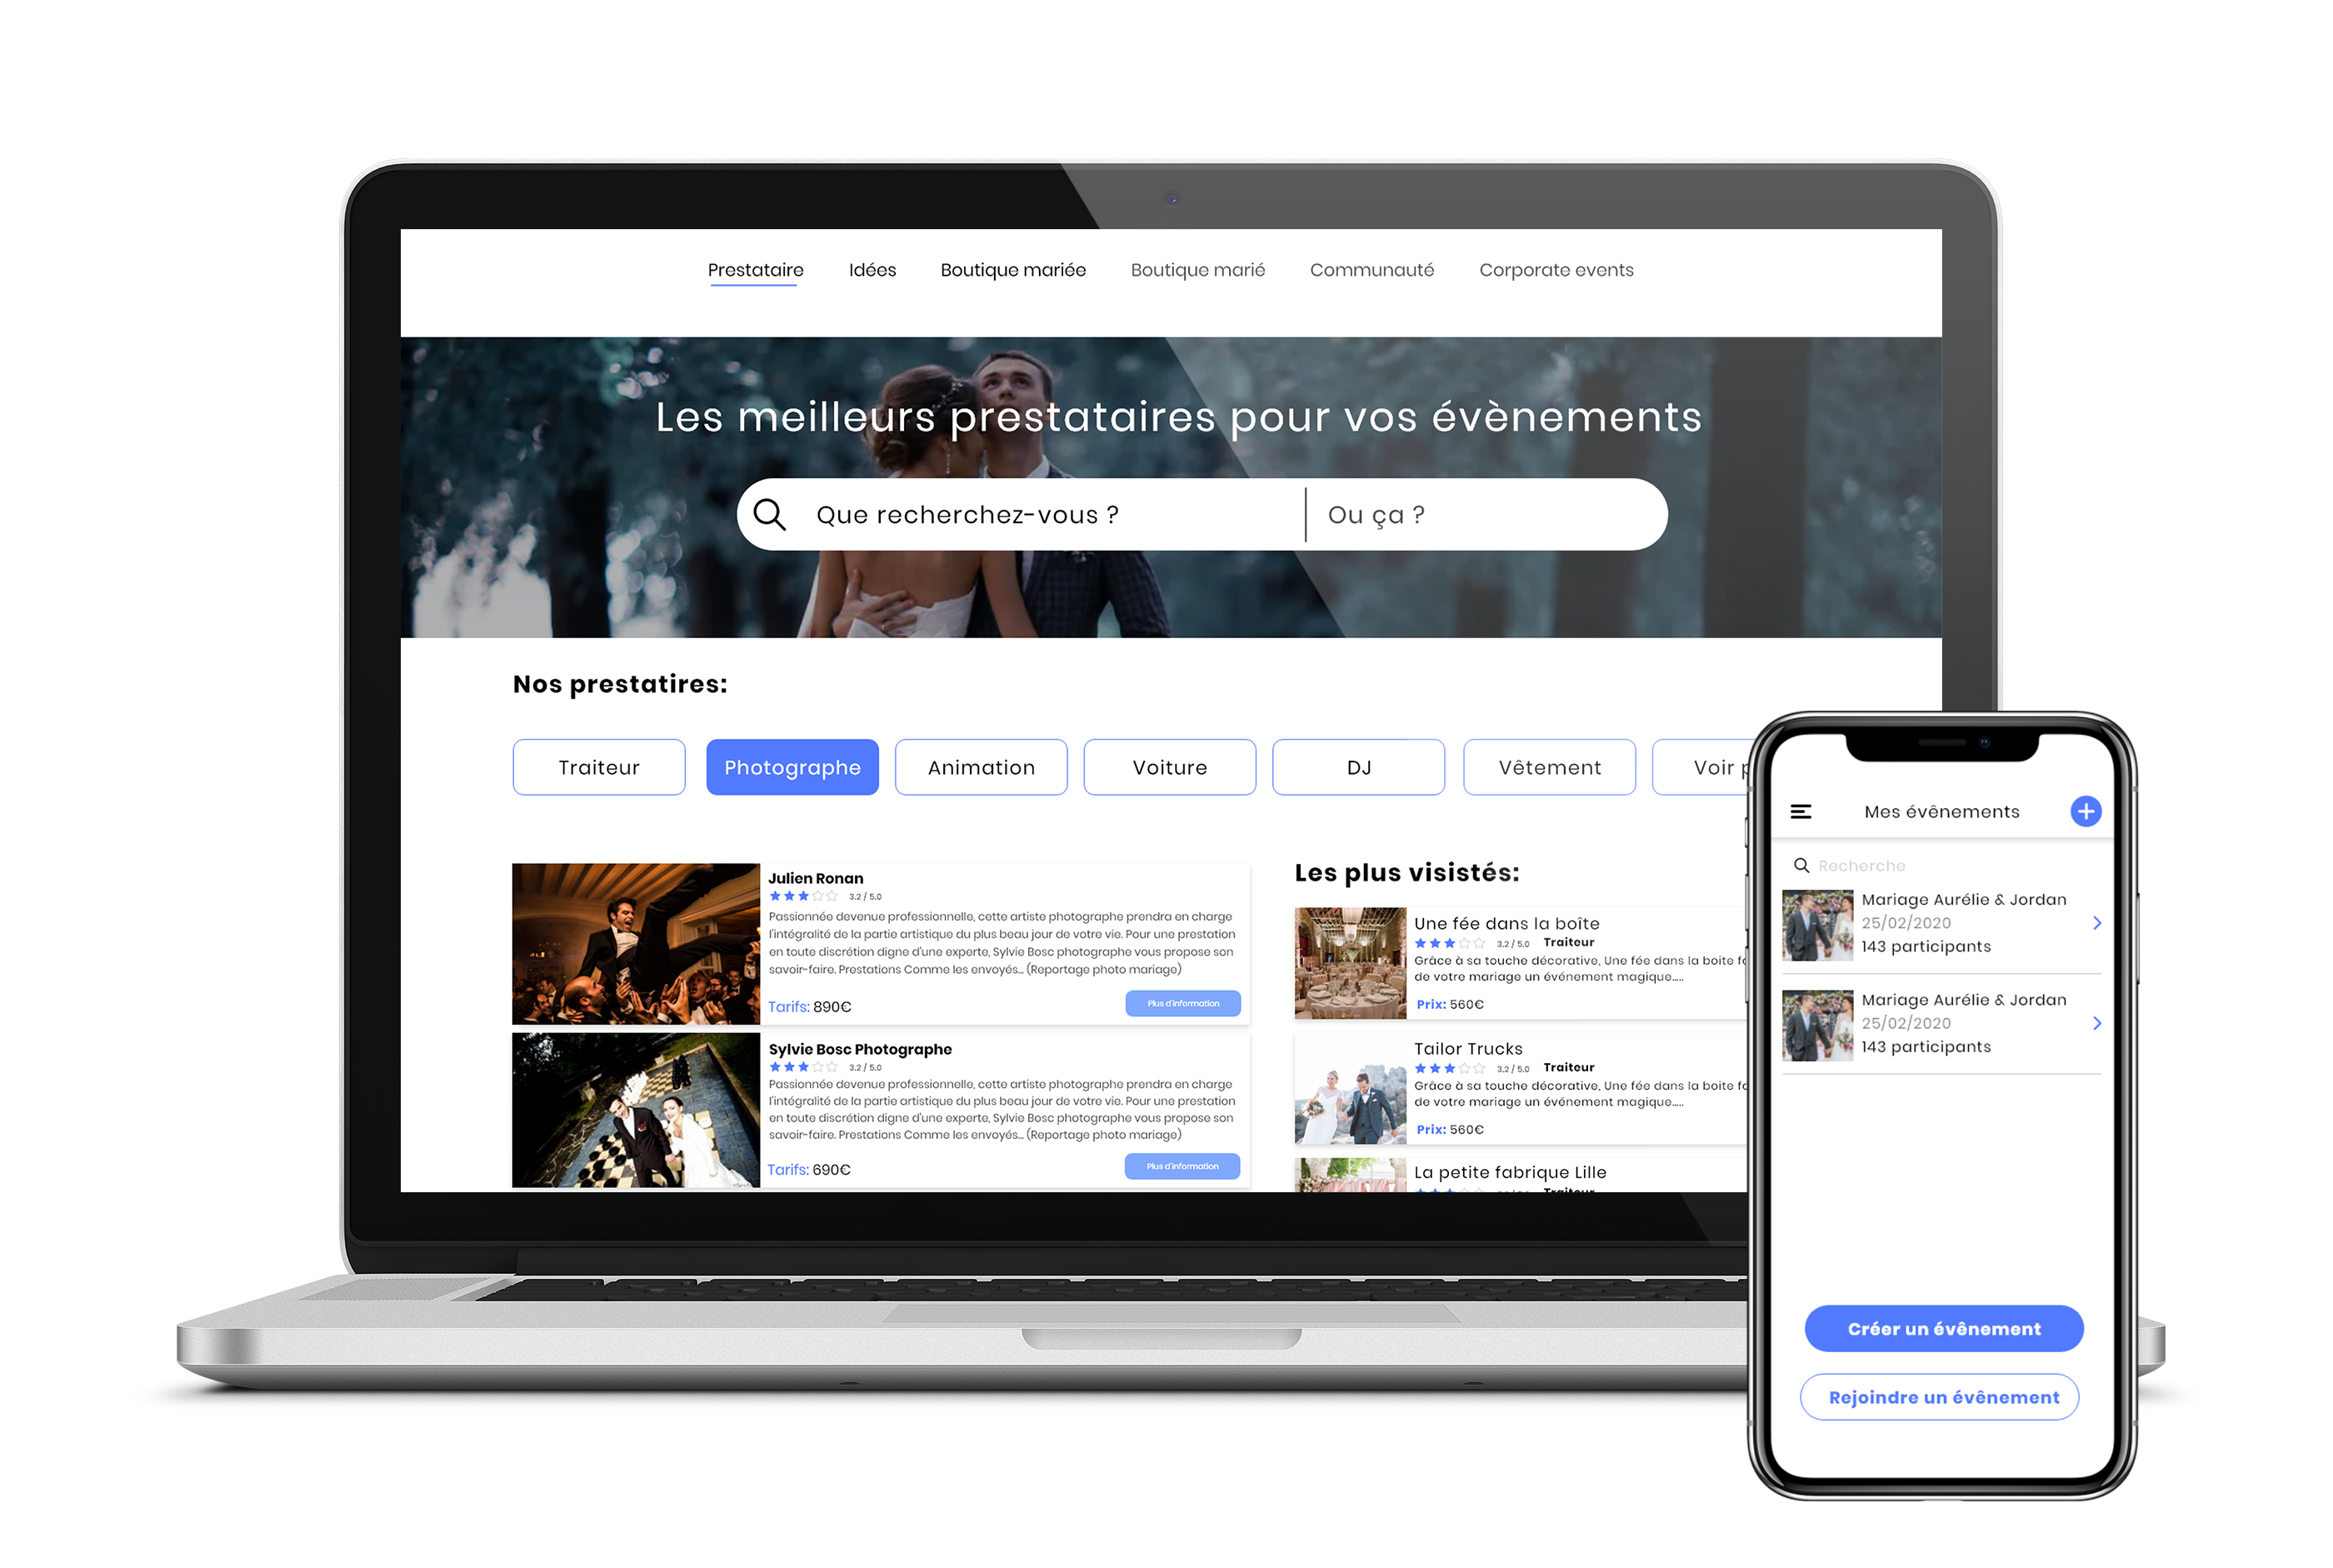 Prestataire
Idées
Boutique mariée
Boutique marié
Communauté
Corporate events
Les meilleurs prestataires pour vos évènements
Que recherchez-vous ?
Ou ça ?
Nos prestatires:
Traiteur
Photographe
Animation
Voiture
DJ
Vêtement
Voir
Julien Ronan
3.2 / 5.0
Passionnée devenue professionnelle, cette artiste photographe prendra en charge
l'intégralité de la partie artistique du plus beau jour de votre vie. Pour une prestation
en toute discrétion digne d'une experte, Sylvie Bosc photographe vous propose son
savoir-faire. Prestations Comme les envoyés... (Reportage photo mariage)
Tarifs: 890€
Plus d'information
Sylvie Bosc Photographe
3.2 / 5.0
Passionnée devenue professionnelle, cette artiste photographe prendra en charge
l'intégralité de la partie artistique du plus beau jour de votre vie. Pour une prestation
en toute discrétion digne d'une experte, Sylvie Bosc photographe vous propose son
savoir-faire. Prestations Comme les envoyés... (Reportage photo mariage)
Tarifs: 690€
Plus d'information
Les plus visistés:
Une fée dans la boîte
3.2 / 5.0 Traiteur
Grâce à sa touche décorative, Une fée dans la boite
de votre mariage un événement magique.....
Prix: 560€
Tailor Trucks
3.2 / 5.0 Traiteur
Grâce à sa touche décorative, Une fée dans la boite
de votre mariage un événement magique.....
Prix: 560€
La petite fabrique Lille
Traiteur
Mes évênements
Recherche
Mariage Aurélie & Jordan
25/02/2020
143 participants
Mariage Aurélie & Jordan
25/02/2020
143 participants
Créer un évênement
Rejoindre un évênement